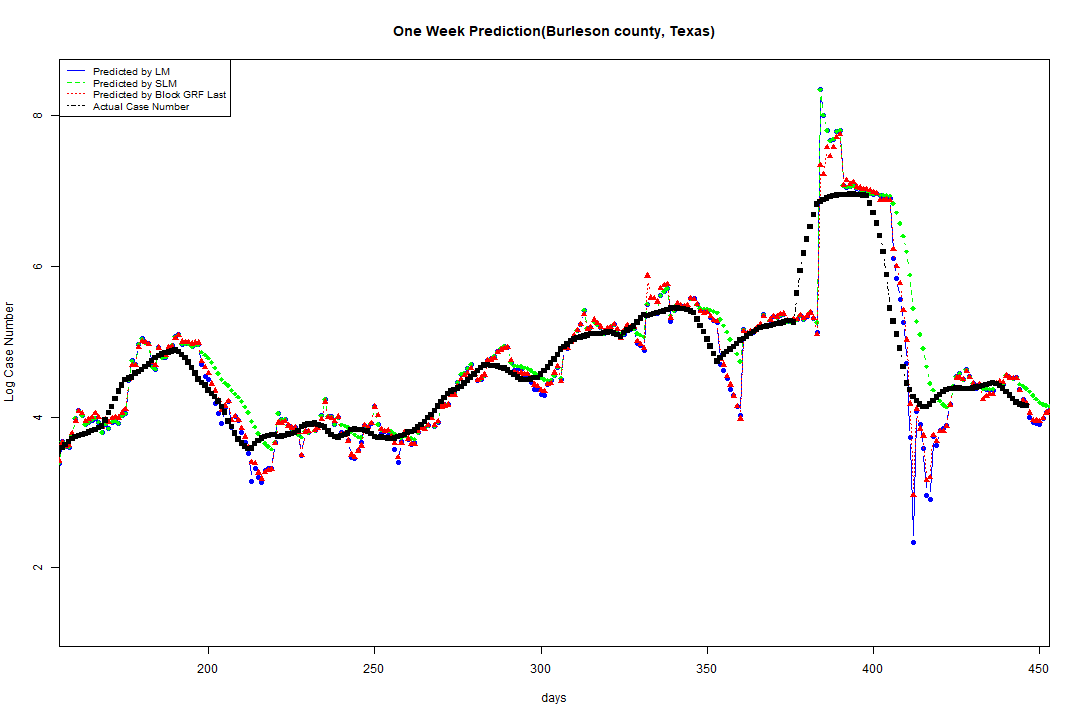 One Week Prediction(Burleson county, Texas)
Predicted by LM
Predicted by SLM
Predicted by Block GRF Last
Actual Case Number
8
6
4
2
Log Case Number
200 250 300 350 400 450
days